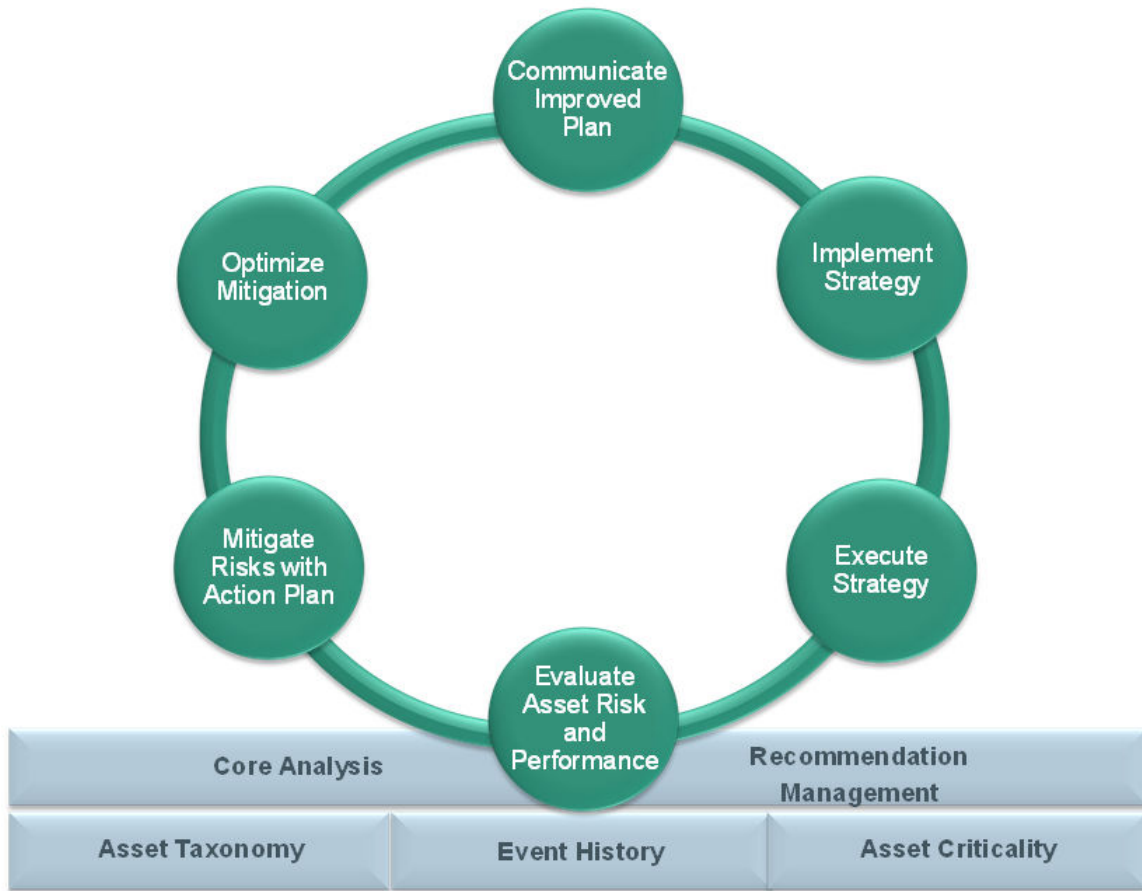 Communicate
Improved
Plan
Optimize
Mitigation
Implement
Strategy
Mitigate
Risks with
Action Plan
Execute
Strategy
Evaluate
Asset Risk
and
Performance
Core Analysis
Recommendation
Management
Asset Taxonomy
Event History
Asset Criticality